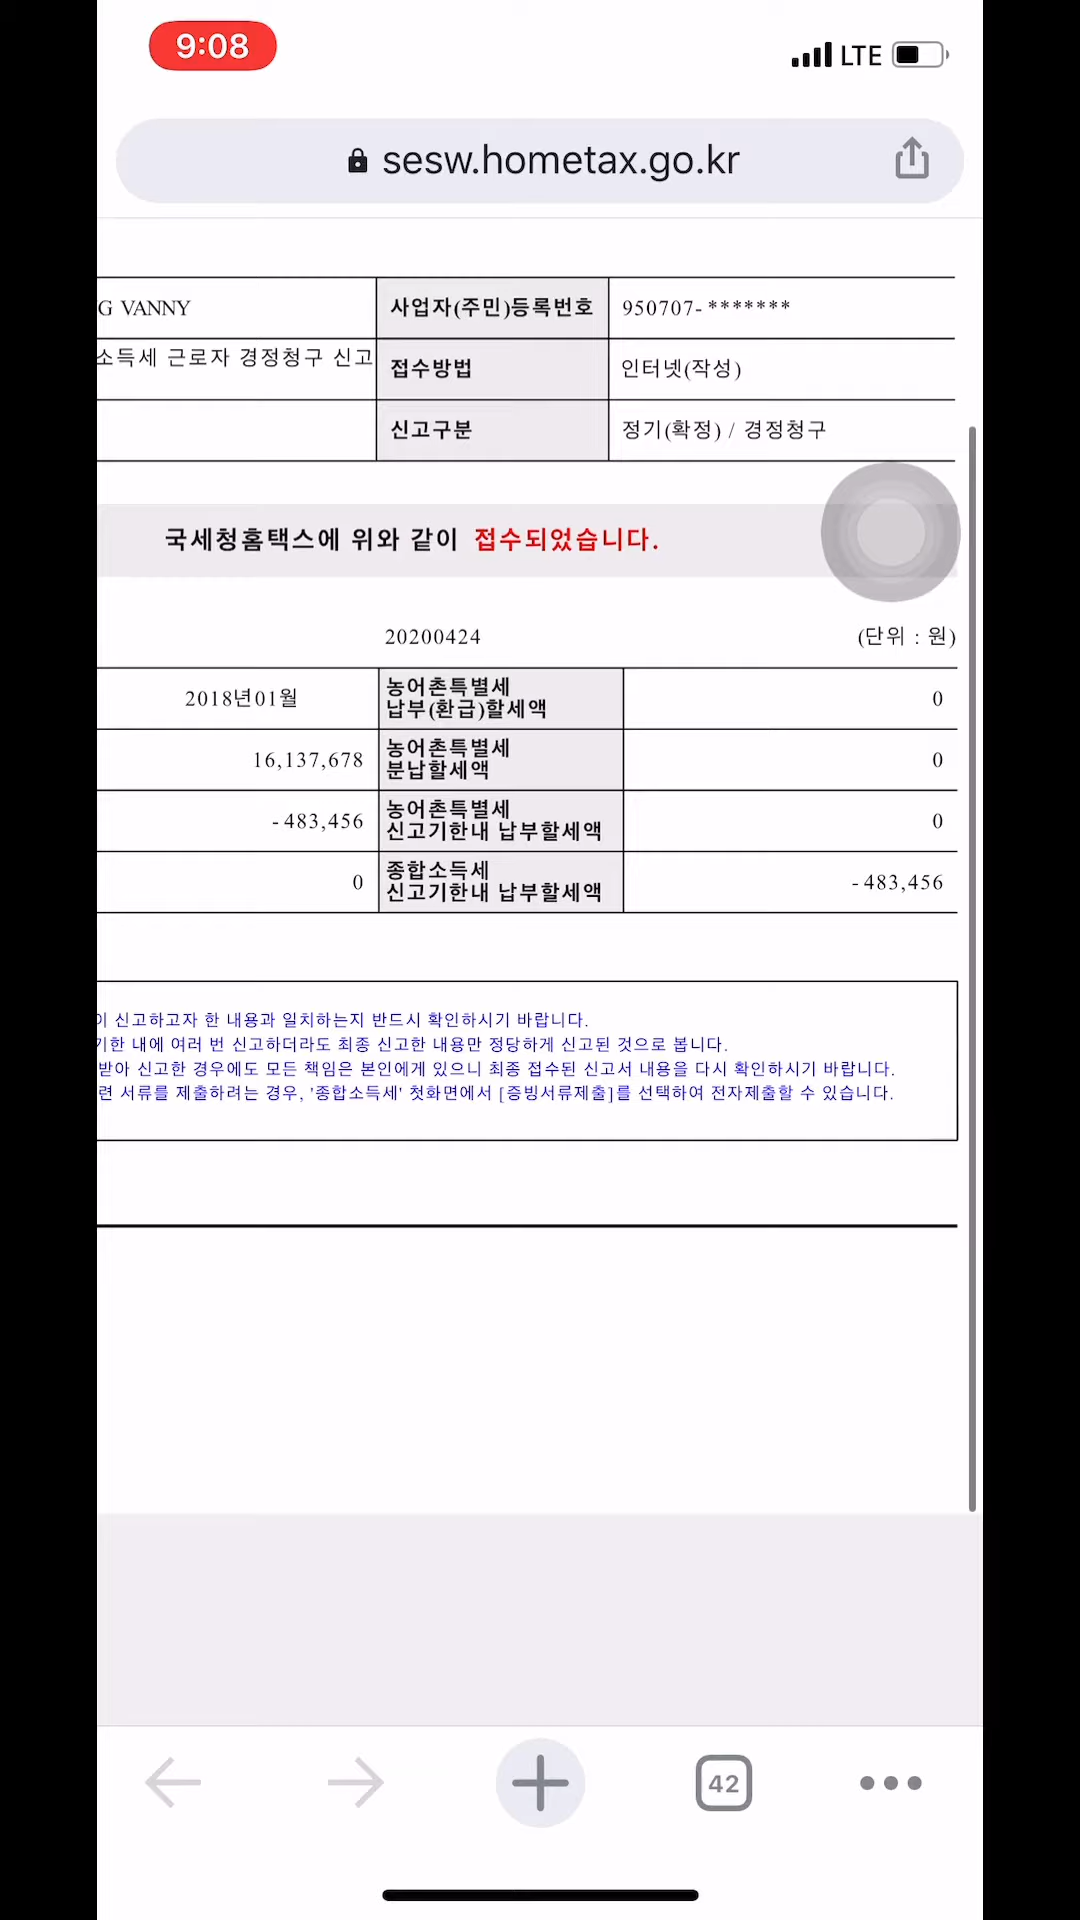 9:08
LTE
sesw.hometax.go.kr
G VANNY 사업자(주민)등록번호 950707-*******
소득세 근로자 경정청구 신고 접수방법 인터넷(작성)
신고구분 정기(확정) / 경정청구
국세청홈택스에 위와 같이 접수되었습니다.
20200424 (단위 : 원)
2018년01월 농어촌특별세 0
납부(환급)할세액
16,137,678 농어촌특별세 0
분납할세액
-483,456 농어촌특별세 0
신고기한내 납부할세액
0 종합소득세 -483,456
신고기한내 납부할세액
이 신고하고자 한 내용과 일치하는지 반드시 확인하시기 바랍니다.
기한 내에 여러 번 신고하더라도 최종 신고한 내용만 정당하게 신고된 것으로 봅니다.
받아 신고한 경우에도 모든 책임은 본인에게 있으니 최종 접수된 신고서 내용을 다시 확인하시기 바랍니다.
련 서류를 제출하려는 경우, '종합소득세' 첫화면에서 [증빙서류제출]를 선택하여 전자제출할 수 있습니다.
42